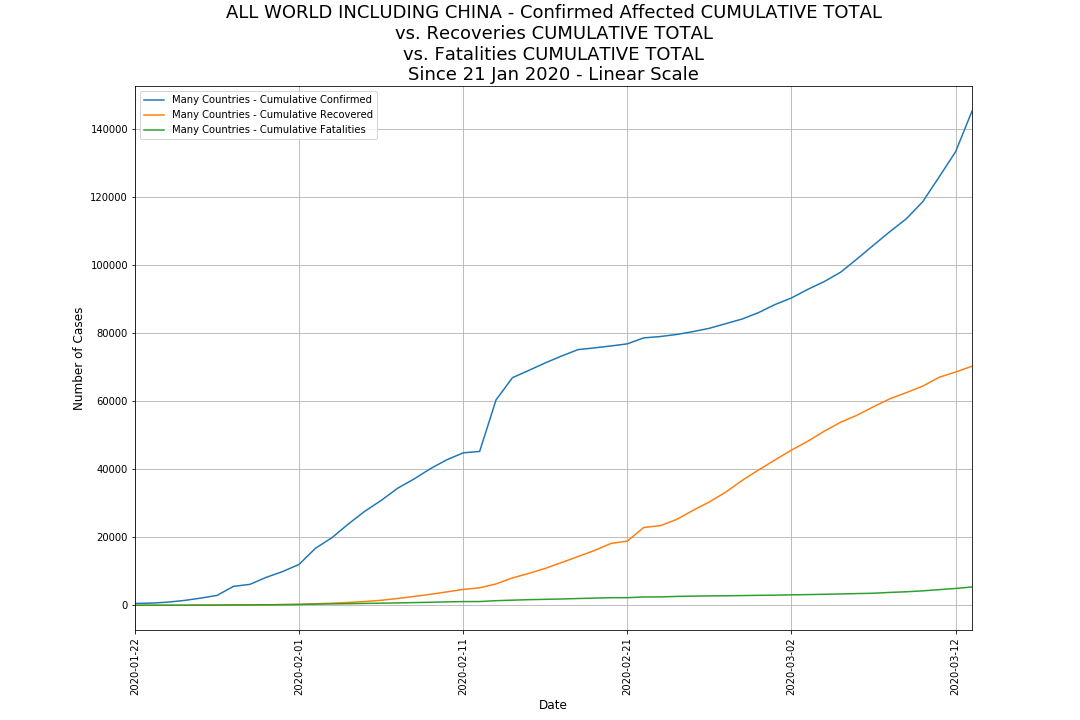 ALL WORLD INCLUDING CHINA - Confirmed Affected CUMULATIVE TOTAL
vs. Recoveries CUMULATIVE TOTAL
vs. Fatalities CUMULATIVE TOTAL
Since 21 Jan 2020 - Linear Scale
Many Countries - Cumulative Confirmed
Many Countries - Cumulative Recovered
Many Countries - Cumulative Fatalities
Number of Cases
140000
120000
100000
80000
60000
40000
20000
0
2020-01-22
2020-02-01
2020-02-11
2020-02-21
2020-03-02
2020-03-12
Date